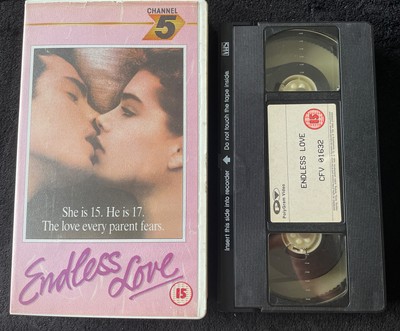 CHANNEL
5
She is 15. He is 17.
The love every parent fears.
Endless Love
15
VHS
Insert this side into recorder
Do not touch the tape inside
15
ENDLESS LOVE
CFV 01632
PolyGram Video